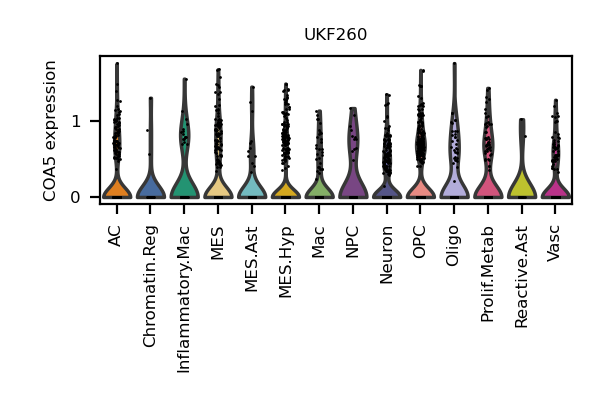 UKF260
COA5 expression
1
0
AC
Chromatin.Reg
Inflammatory.Mac
MES
MES.Ast
MES.Hyp
Mac
NPC
Neuron
OPC
Oligo
Prolif.Metab
Reactive.Ast
Vasc